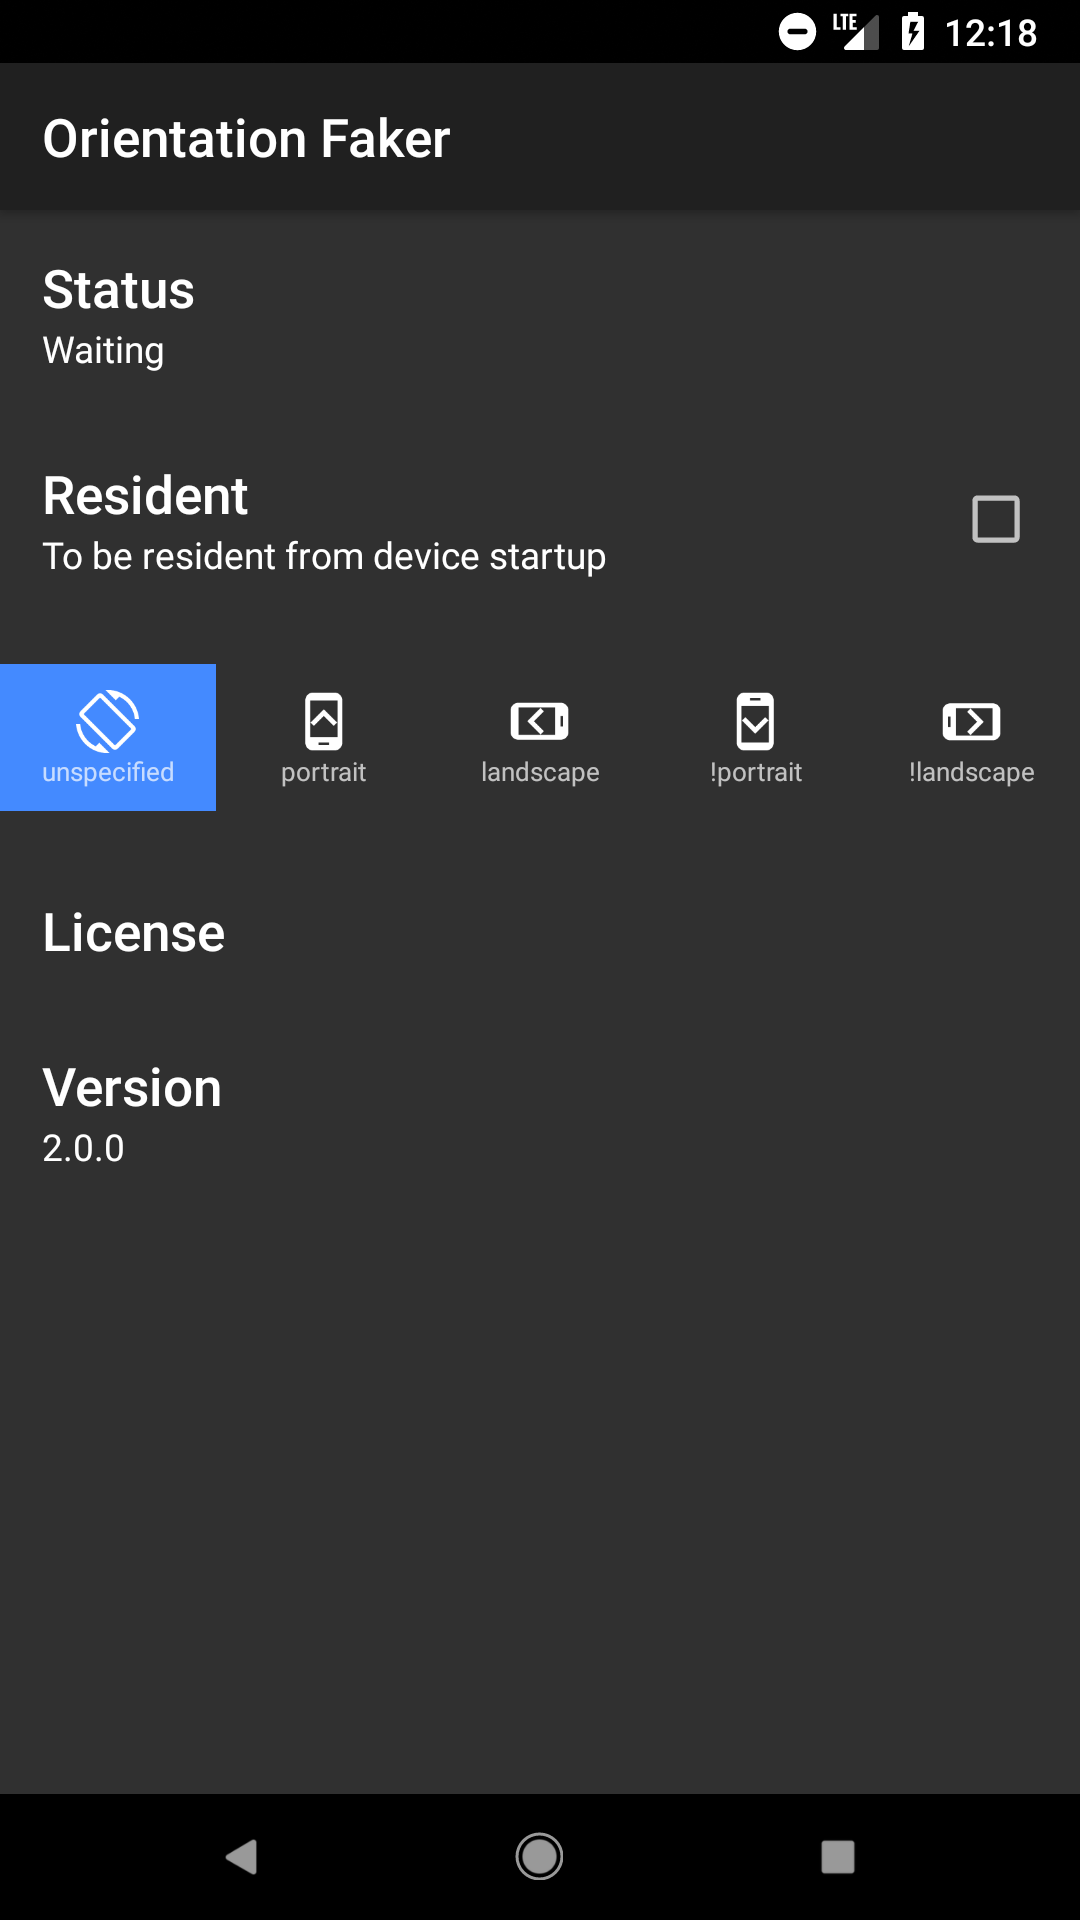 LTE 12:18
Orientation Faker
Status
Waiting
Resident
To be resident from device startup
unspecified portrait landscape !portrait !landscape
License
Version
2.0.0